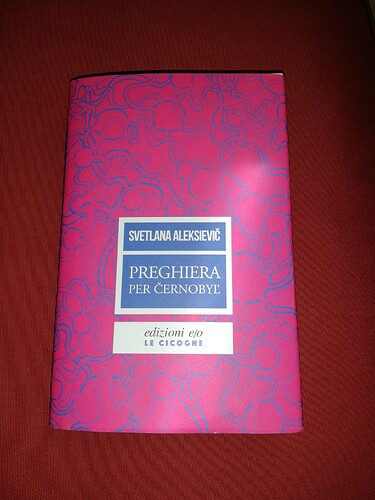 SVETLANA ALEKSIEVIČ
PREGHIERA
PER ČERNOBYL'
edizioni e/o
LE CICOGNE